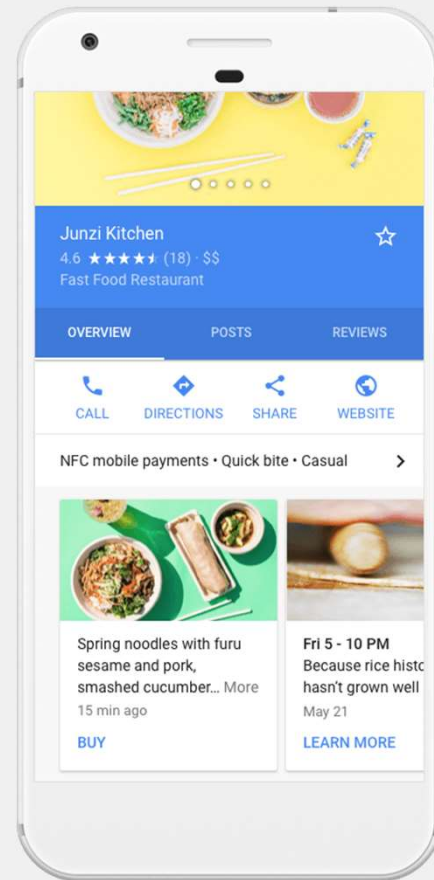 Junzi Kitchen
4.6 ★★★★★ (18) · $$
Fast Food Restaurant
OVERVIEW POSTS REVIEWS
CALL DIRECTIONS SHARE WEBSITE
NFC mobile payments • Quick bite • Casual
Spring noodles with furu
sesame and pork,
smashed cucumber... More
15 min ago
BUY
Fri 5 - 10 PM
Because rice histo
hasn't grown well
May 21
LEARN MORE